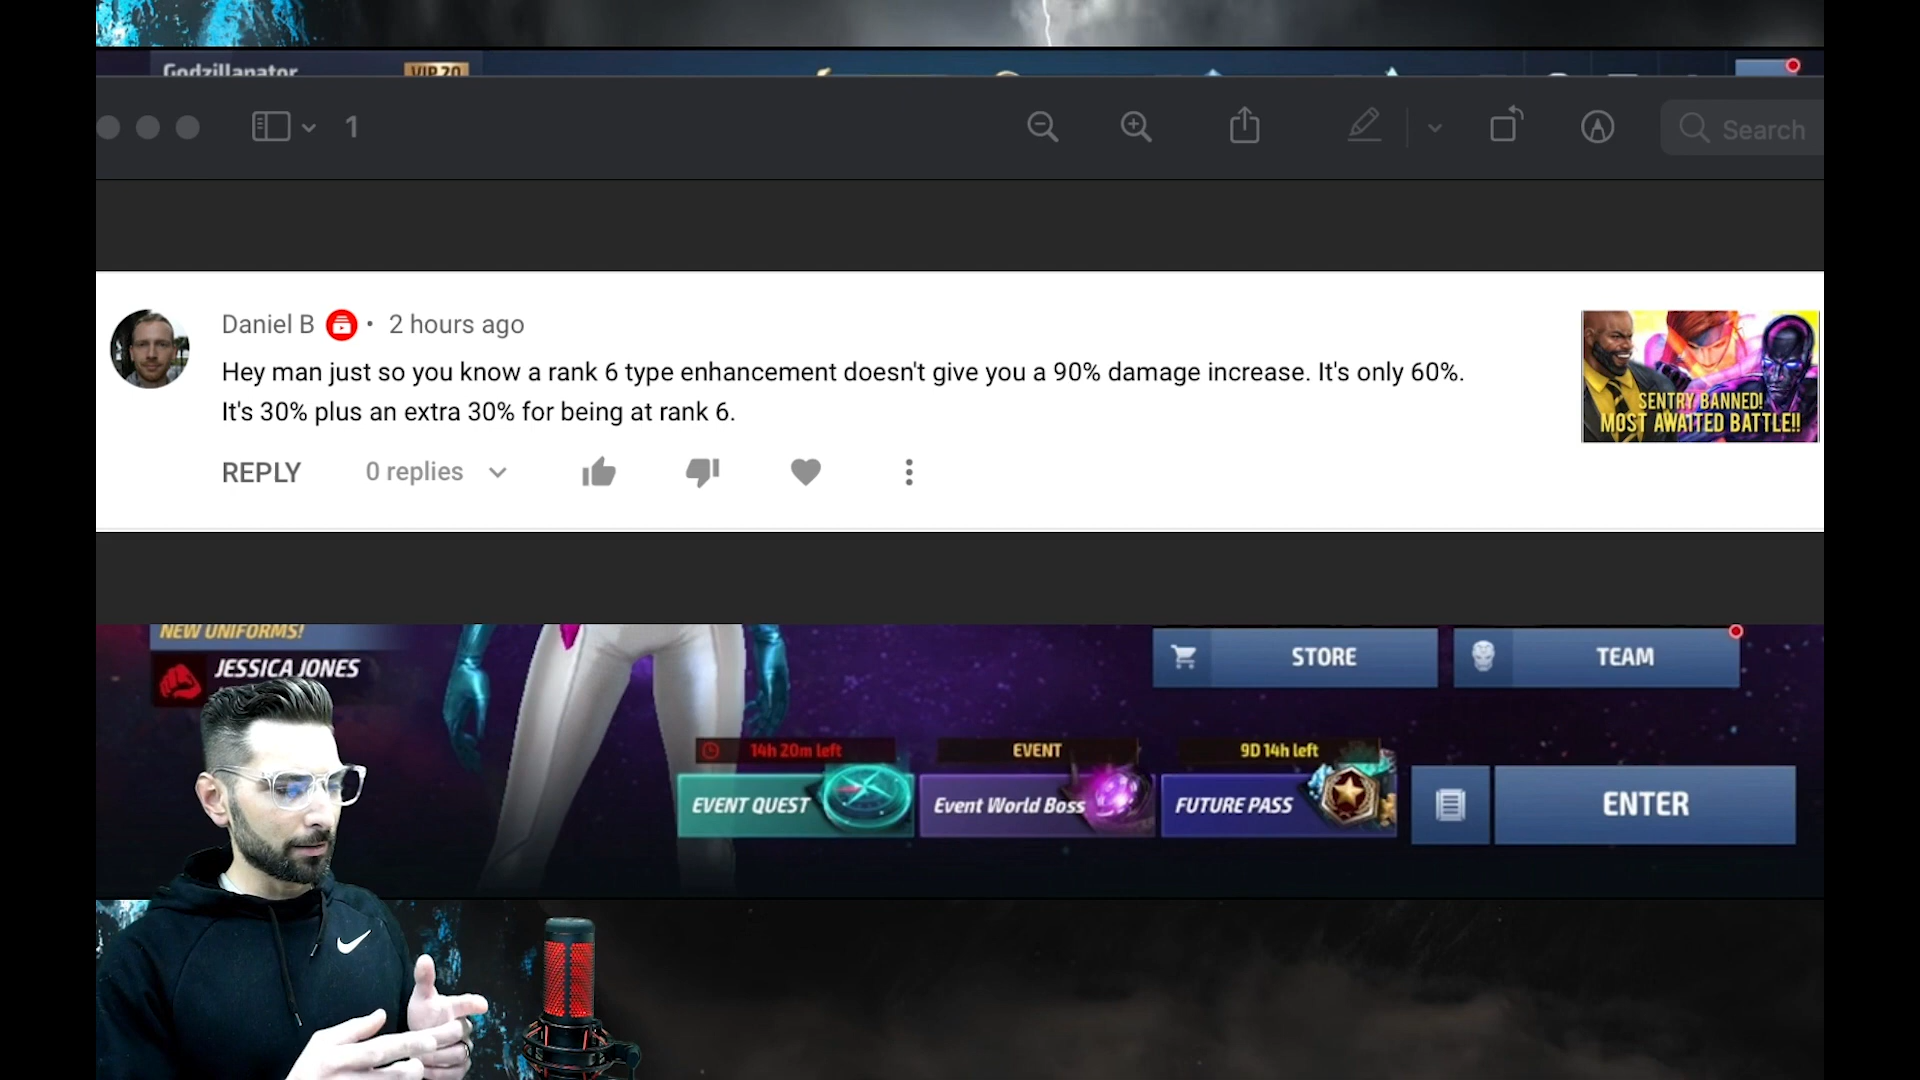 Godzillanator
VIP 20
1
Search
Daniel B • 2 hours ago
Hey man just so you know a rank 6 type enhancement doesn't give you a 90% damage increase. It's only 60%.
It's 30% plus an extra 30% for being at rank 6.
SENTRY BANNED!
MOST AWAITED BATTLE!!
REPLY
0 replies
NEW UNIFORMS!
JESSICA JONES
STORE
TEAM
14h 20m left
EVENT
9D 14h left
EVENT QUEST
Event World Boss
FUTURE PASS
ENTER